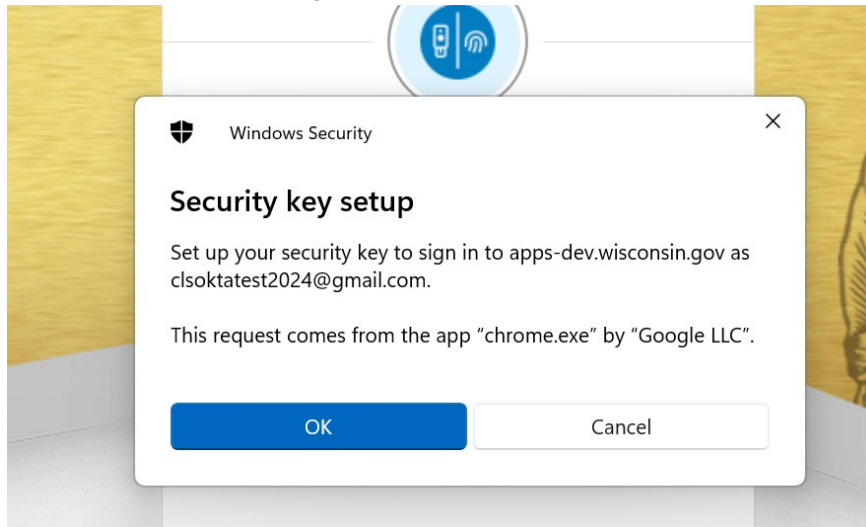 Windows Security
Security key setup
Set up your security key to sign in to apps-dev.wisconsin.gov as
clsoktatest2024@gmail.com.
This request comes from the app “chrome.exe” by “Google LLC”.
OK
Cancel